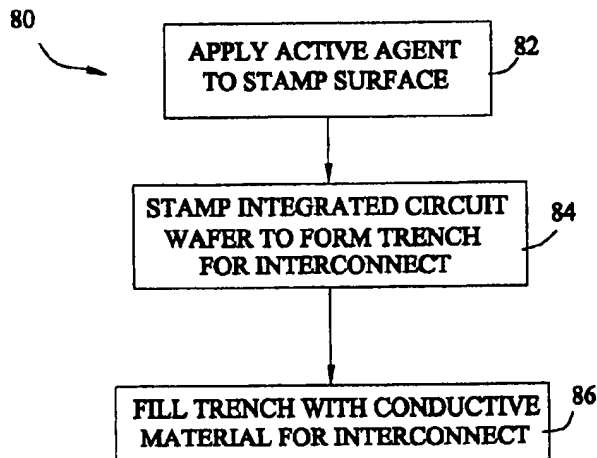 80
APPLY ACTIVE AGENT
TO STAMP SURFACE
82
STAMP INTEGRATED CIRCUIT
WAFER TO FORM TRENCH
FOR INTERCONNECT
84
FILL TRENCH WITH CONDUCTIVE
MATERIAL FOR INTERCONNECT
86